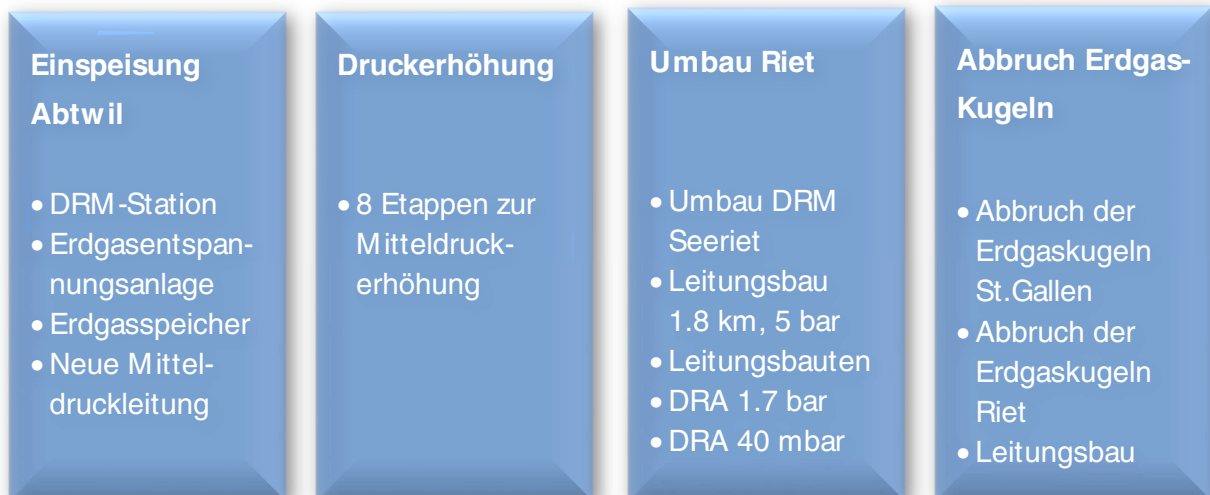 Einspeisung
Abtwil
• DRM-Station
• Erdgasentspan-
nungsanlage
• Erdgasspeicher
• Neue Mittel-
druckleitung
Druckerhöhung
• 8 Etappen zur
Mitteldruck-
erhöhung
Umbau Riet
• Umbau DRM
Seeriet
• Leitungsbau
1.8 km, 5 bar
• Leitungsbauten
• DRA 1.7 bar
• DRA 40 mbar
Abbruch Erdgas-
Kugeln
• Abbruch der
Erdgaskugeln
St.Gallen
• Abbruch der
Erdgaskugeln
Riet
• Leitungsbau